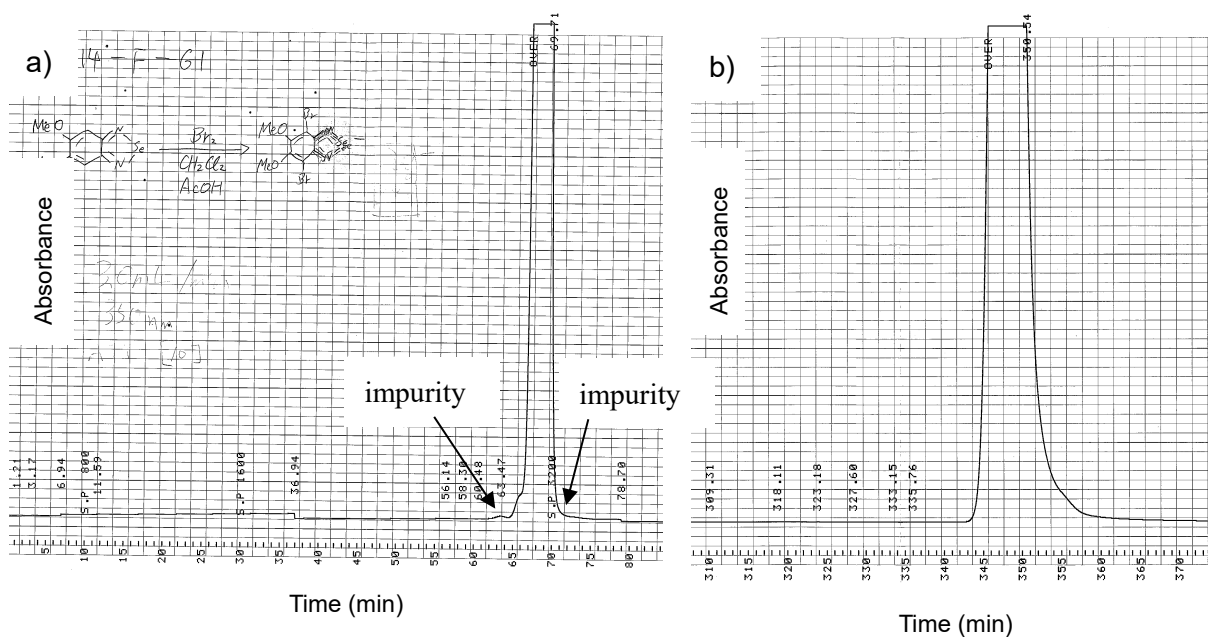 a)
14-F-61
MeO
N
Se
N
Br2
CH2Cl2
AcOH
Br
MeO
MeO
Br
N
Se
N
OVER
69.71
Absorbance
impurity
impurity
1.21
3.17
6.94
S.P 800
11.59
S.P 1600
36.94
56.14
58.30
60.48
63.47
S.P 3200
78.70
5 10 15 20 25 30 35 40 45 50 55 60 65 70 75 80
Time (min)
b)
OVER
350.54
Absorbance
309.31
318.11
323.18
327.60
333.15
335.76
310 315 320 325 330 335 340 345 350 355 360 365 370
Time (min)